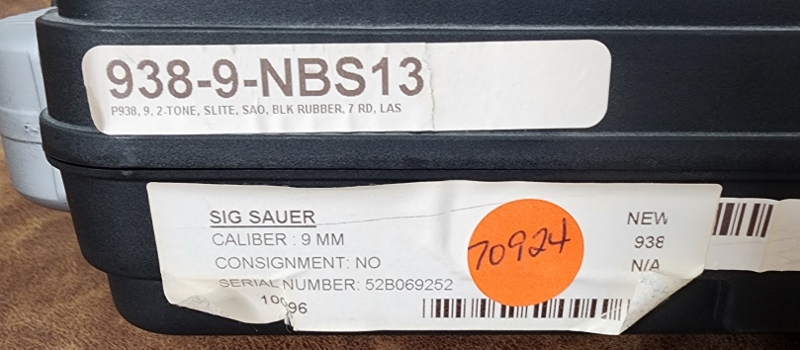 938-9-NBS13
P938, 9, 2-TONE, SLITE, SAO, BLK RUBBER, 7 RD, LAS
SIG SAUER
CALIBER : 9 MM
CONSIGNMENT: NO
SERIAL NUMBER: 52B069252
70924
NEW
938
N/A